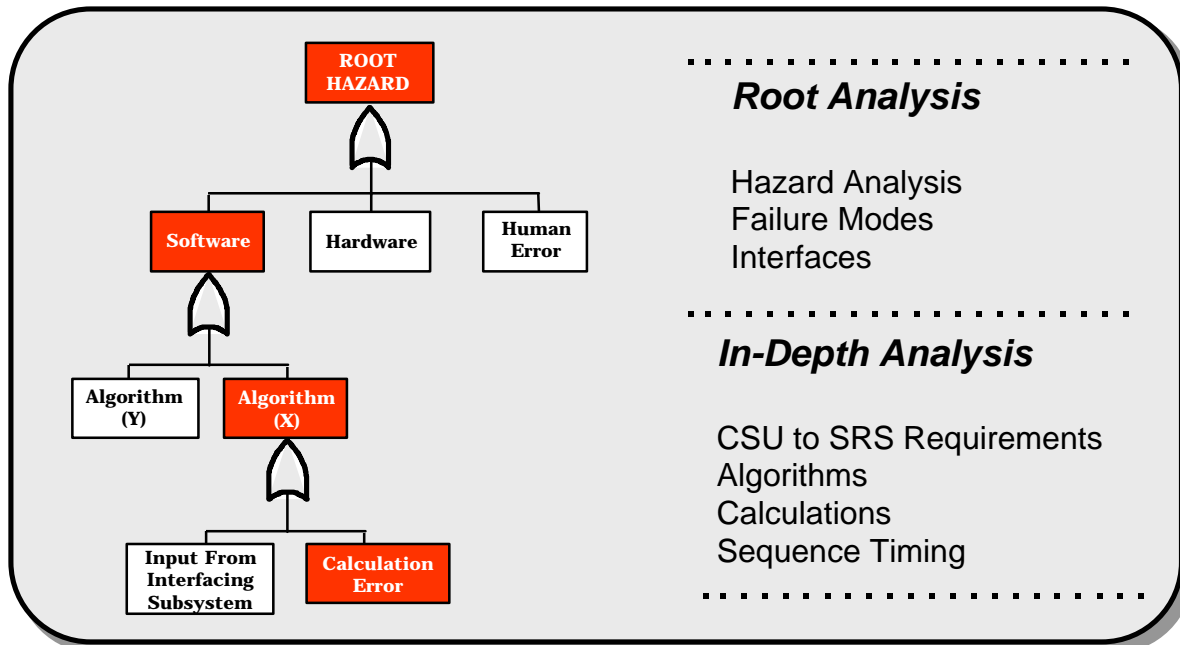 ROOT
HAZARD
Software
Hardware
Human
Error
Algorithm
(Y)
Algorithm
(X)
Input From
Interfacing
Subsystem
Calculation
Error
Root Analysis
Hazard Analysis
Failure Modes
Interfaces
In-Depth Analysis
CSU to SRS Requirements
Algorithms
Calculations
Sequence Timing